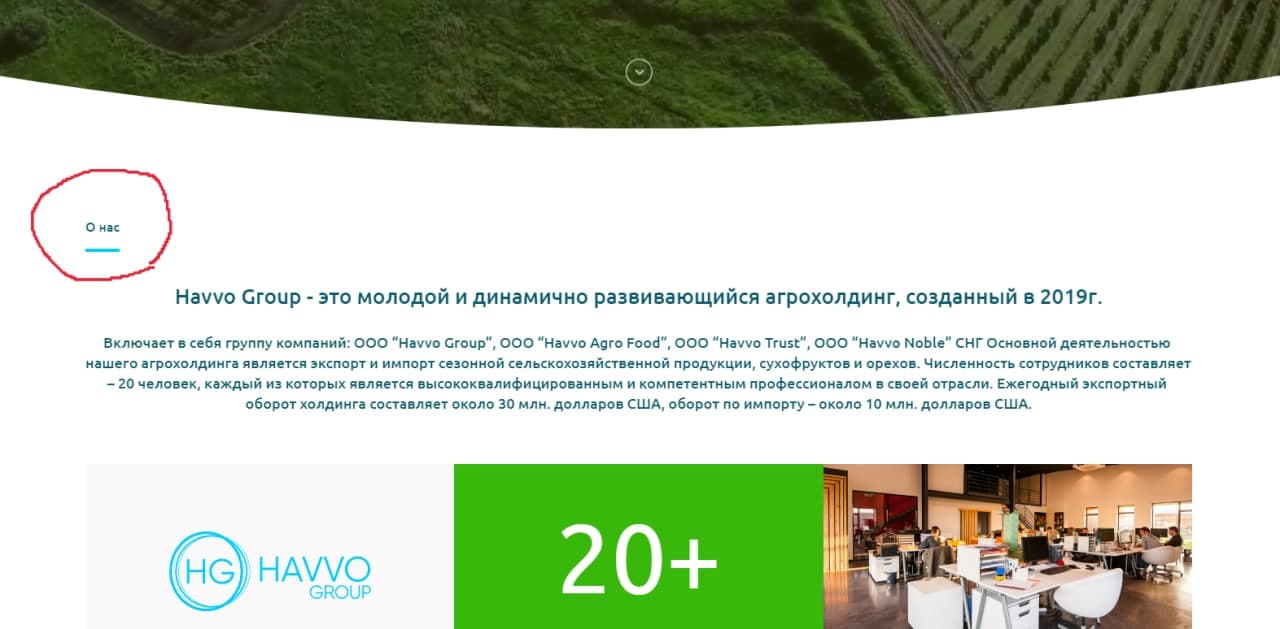 О нас
Havvo Group - это молодой и динамично развивающийся агрохолдинг, созданный в 2019г.
Включает в себя группу компаний: ООО “Havvo Group”, ООО “Havvo Agro Food”, ООО “Havvo Trust”, ООО “Havvo Noble” СНГ Основной деятельностью
нашего агрохолдинга является экспорт и импорт сезонной сельскохозяйственной продукции, сухофруктов и орехов. Численность сотрудников составляет
– 20 человек, каждый из которых является высококвалифицированным и компетентным профессионалом в своей отрасли. Ежегодный экспортный
оборот холдинга составляет около 30 млн. долларов США, оборот по импорту – около 10 млн. долларов США.
HG HAVVO
GROUP
20+